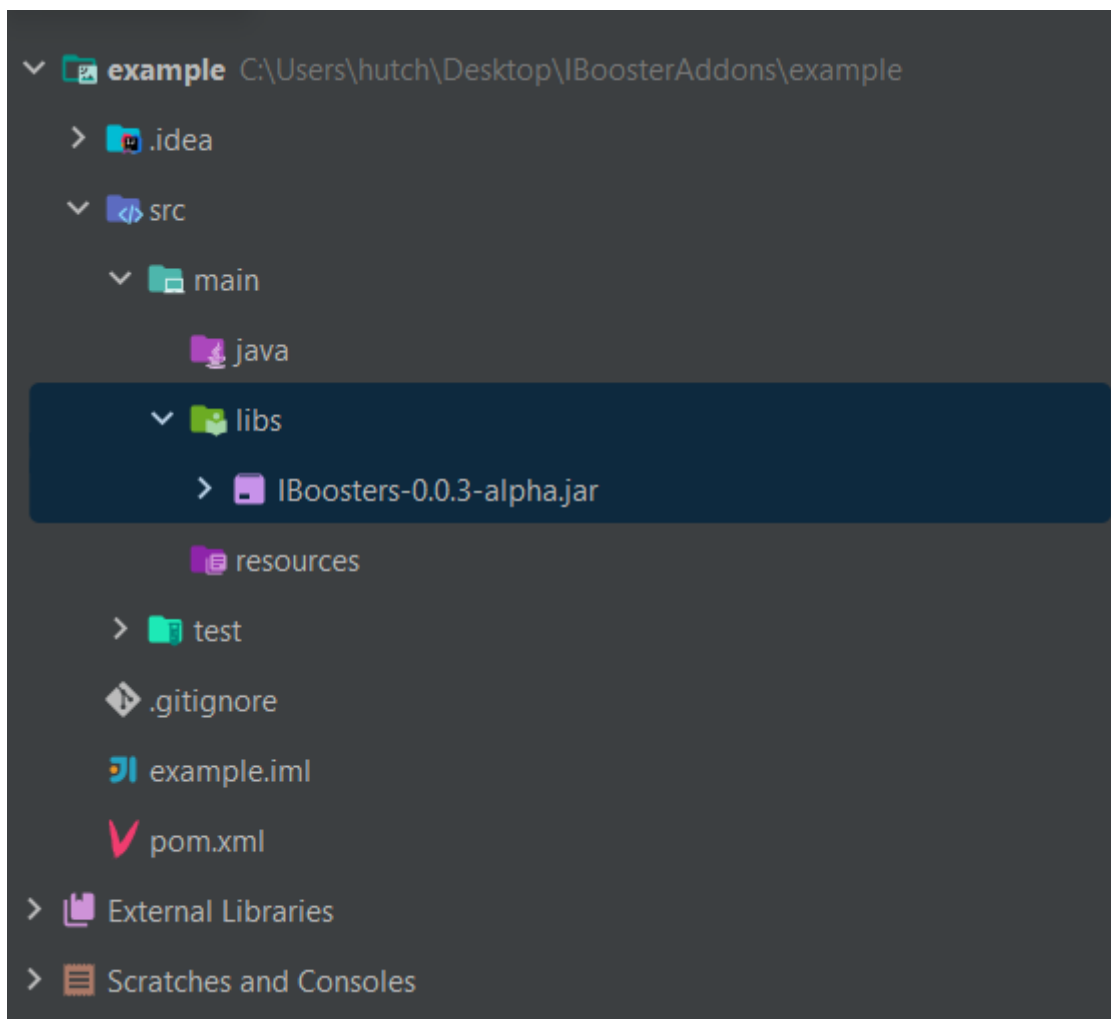 example C:\Users\hutch\Desktop\IBoosterAddons\example
.idea
src
main
java
libs
IBoosters-0.0.3-alpha.jar
resources
test
.gitignore
example.iml
pom.xml
External Libraries
Scratches and Consoles